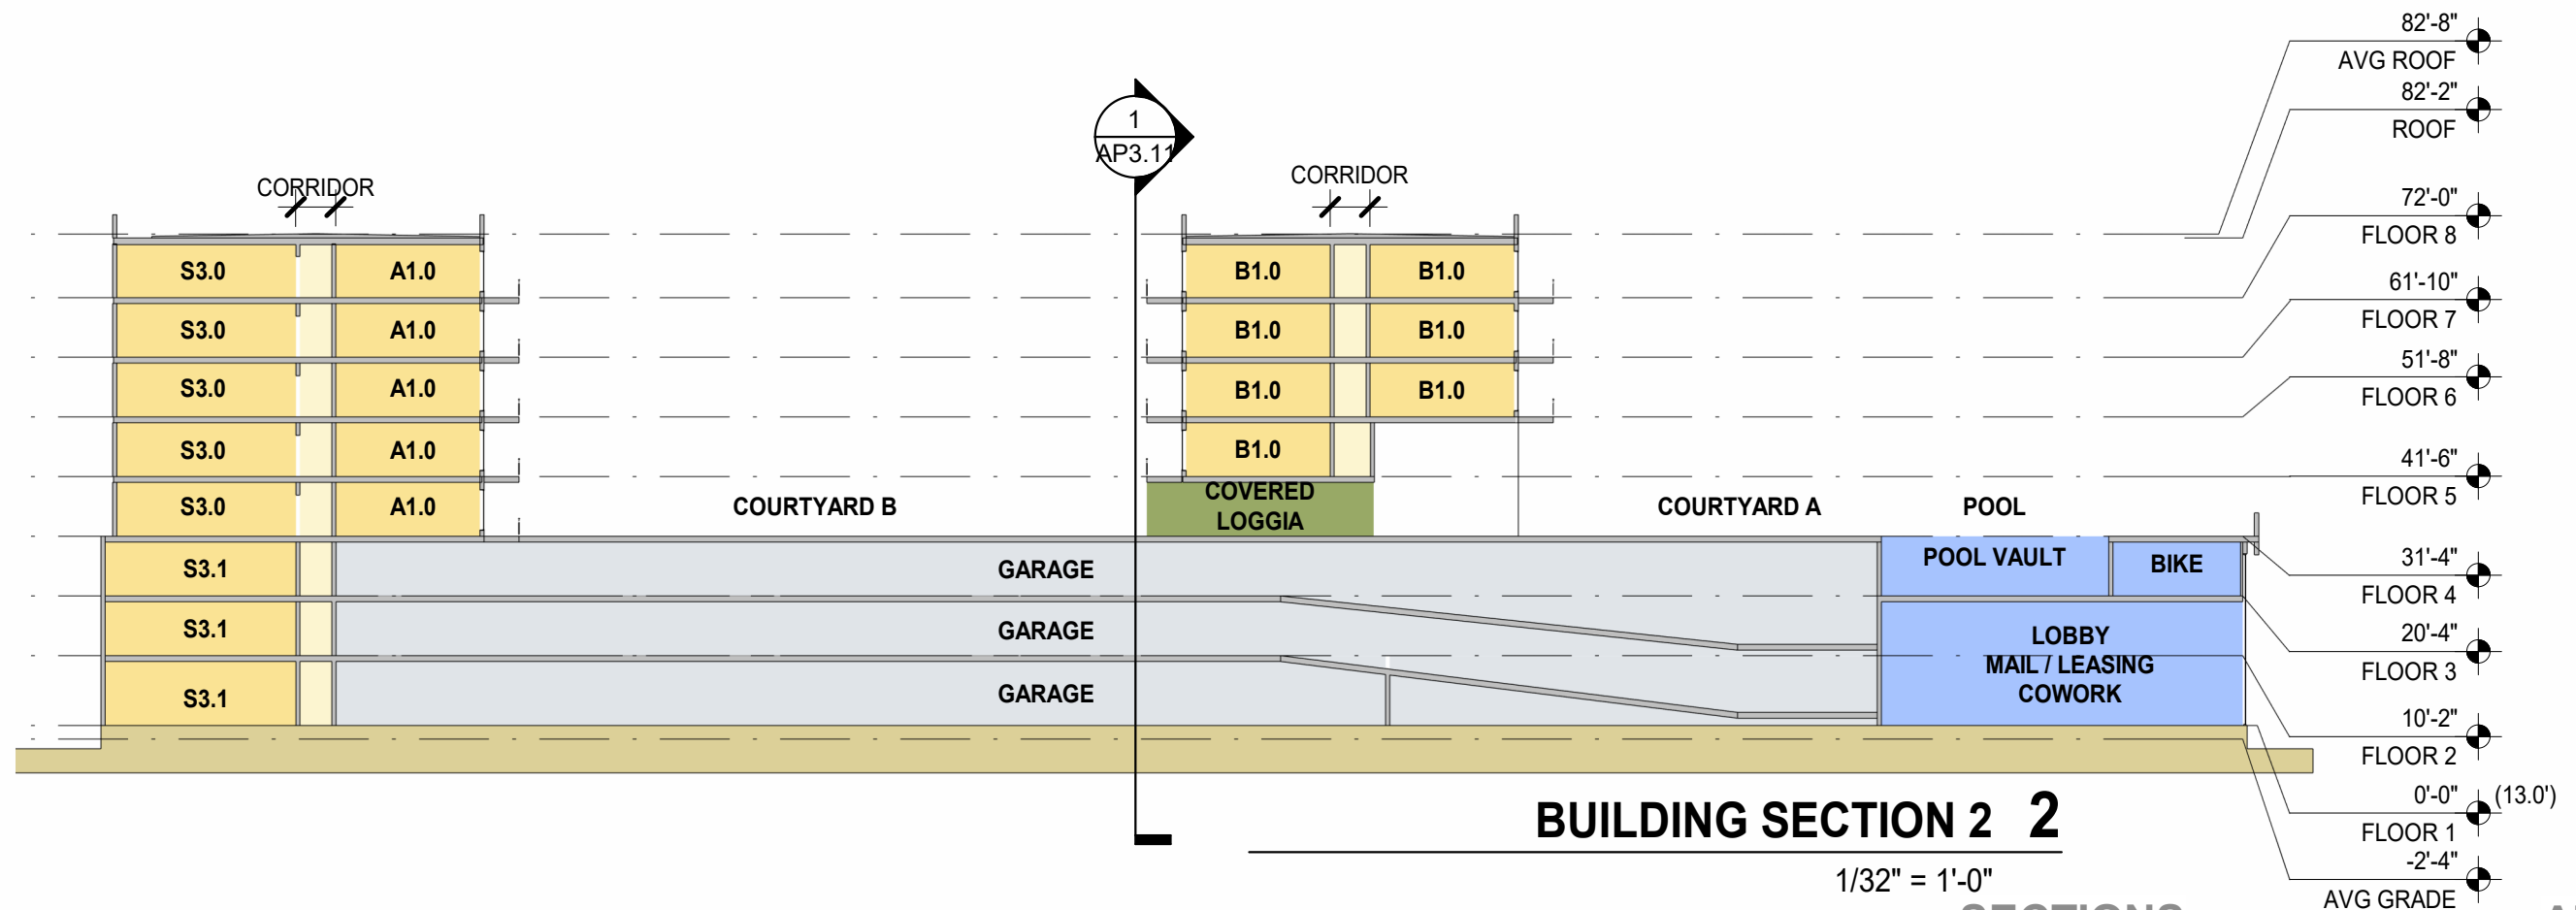 82'-8"
AVG ROOF
82'-2"
ROOF
1
AP3.11
CORRIDOR
CORRIDOR
72'-0"
FLOOR 8
S3.0 A1.0 B1.0 B1.0
61'-10"
FLOOR 7
S3.0 A1.0 B1.0 B1.0
51'-8"
FLOOR 6
S3.0 A1.0 B1.0 B1.0
S3.0 A1.0 B1.0
41'-6"
FLOOR 5
COVERED
LOGGIA
S3.0 A1.0 COURTYARD B COURTYARD A POOL
31'-4"
FLOOR 4
S3.1 GARAGE POOL VAULT BIKE
20'-4"
FLOOR 3
S3.1 GARAGE
LOBBY
MAIL / LEASING
COWORK
S3.1 GARAGE
10'-2"
FLOOR 2
0'-0" (13.0')
FLOOR 1
-2'-4"
AVG GRADE
BUILDING SECTION 2 2
1/32" = 1'-0"